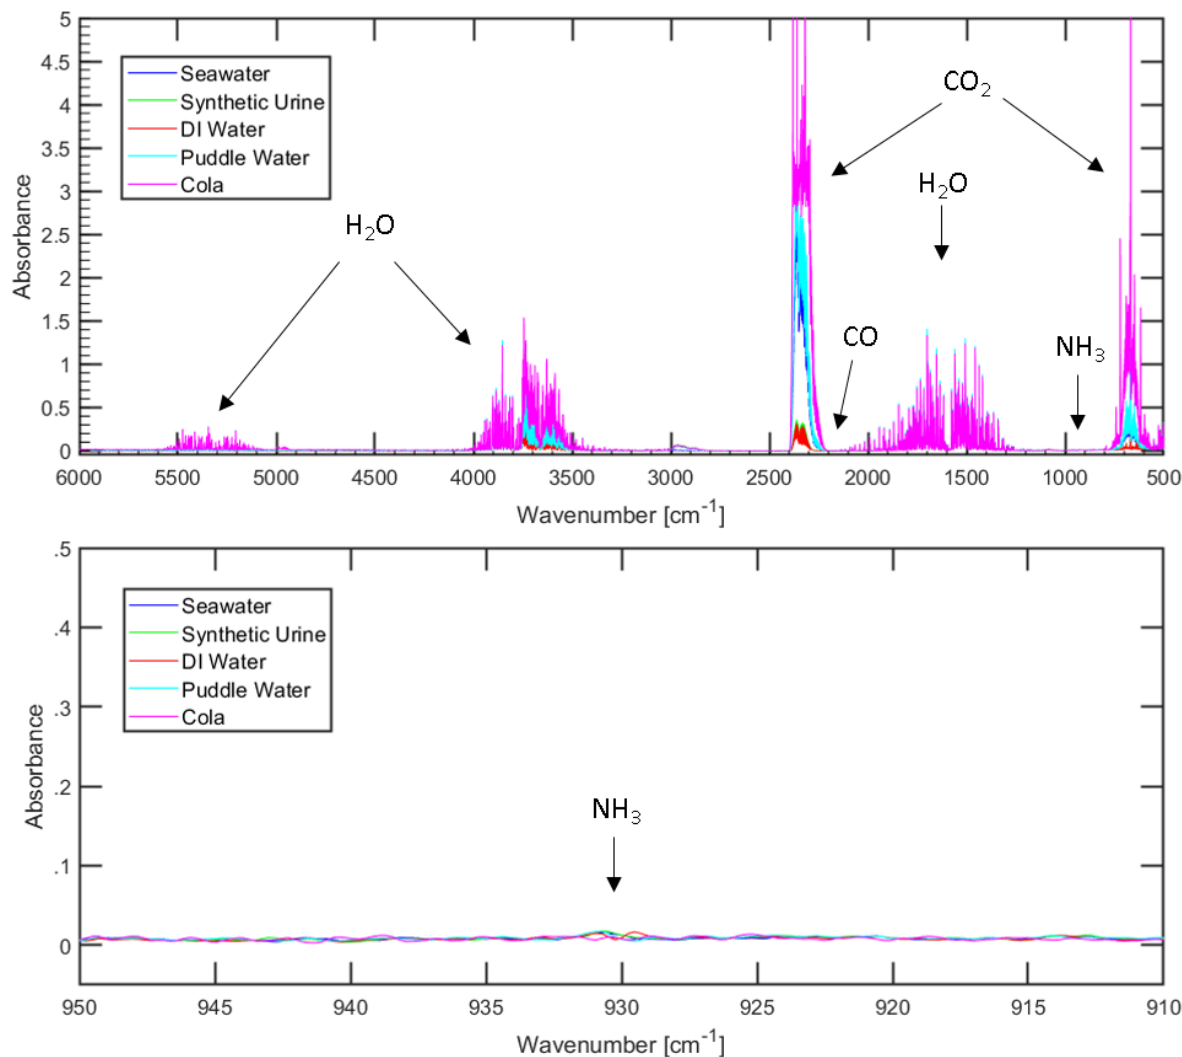 5
4.5
4
3.5
3
2.5
2
1.5
1
0.5
0
Absorbance
Seawater
Synthetic Urine
DI Water
Puddle Water
Cola
H₂O
CO₂
H₂O
CO
NH₃
6000 5500 5000 4500 4000 3500 3000 2500 2000 1500 1000 500
Wavenumber [cm⁻¹]
.5
.4
.3
.2
.1
0
Absorbance
Seawater
Synthetic Urine
DI Water
Puddle Water
Cola
NH₃
950 945 940 935 930 925 920 915 910
Wavenumber [cm⁻¹]